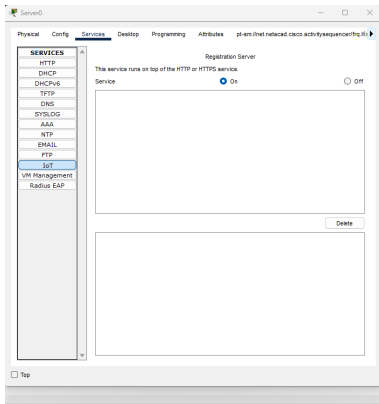 Server0
Physical Config Services Desktop Programming Attributes pt-sm://net.netacad.cisco.activitysequencer/frq.lifc
SERVICES
HTTP
DHCP
DHCPv6
TFTP
DNS
SYSLOG
AAA
NTP
EMAIL
FTP
IoT
VM Management
Radius EAP
Registration Server
This service runs on top of the HTTP or HTTPS service.
Service On Off
Delete
Top